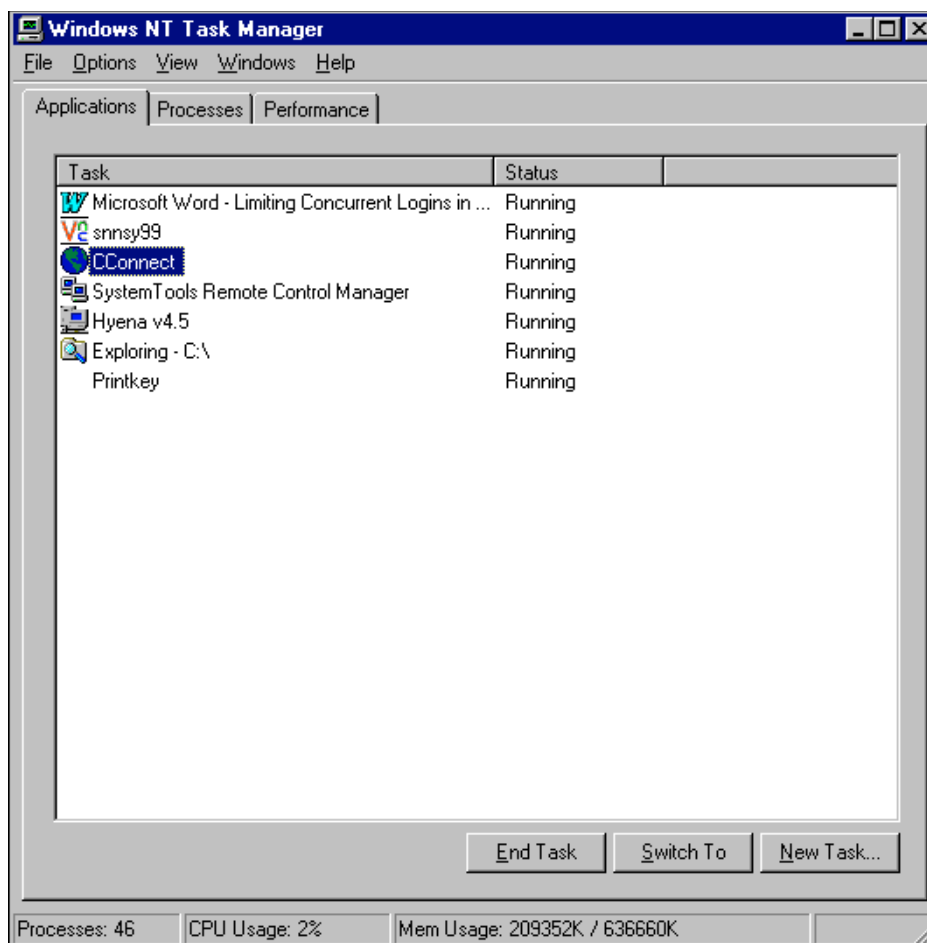 Windows NT Task Manager
File Options View Windows Help
Applications Processes Performance
Task Status
Microsoft Word - Limiting Concurrent Logins in ... Running
snnsy99 Running
CConnect Running
SystemTools Remote Control Manager Running
Hyena v4.5 Running
Exploring - C:\ Running
Printkey Running
End Task Switch To New Task...
Processes: 46 CPU Usage: 2% Mem Usage: 209352K / 636660K